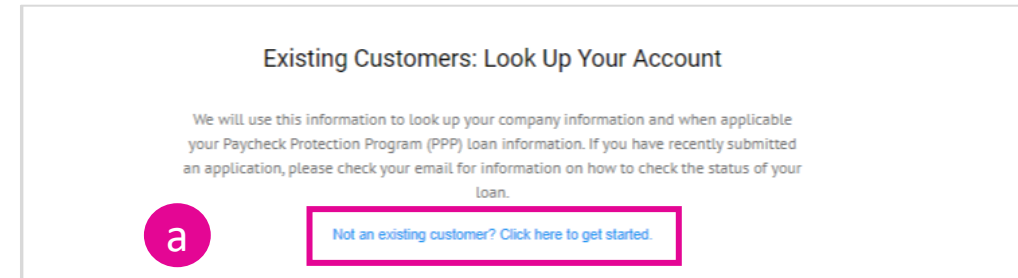 Existing Customers: Look Up Your Account
We will use this information to look up your company information and when applicable
your Paycheck Protection Program (PPP) loan information. If you have recently submitted
an application, please check your email for information on how to check the status of your
loan.
a
Not an existing customer? Click here to get started.